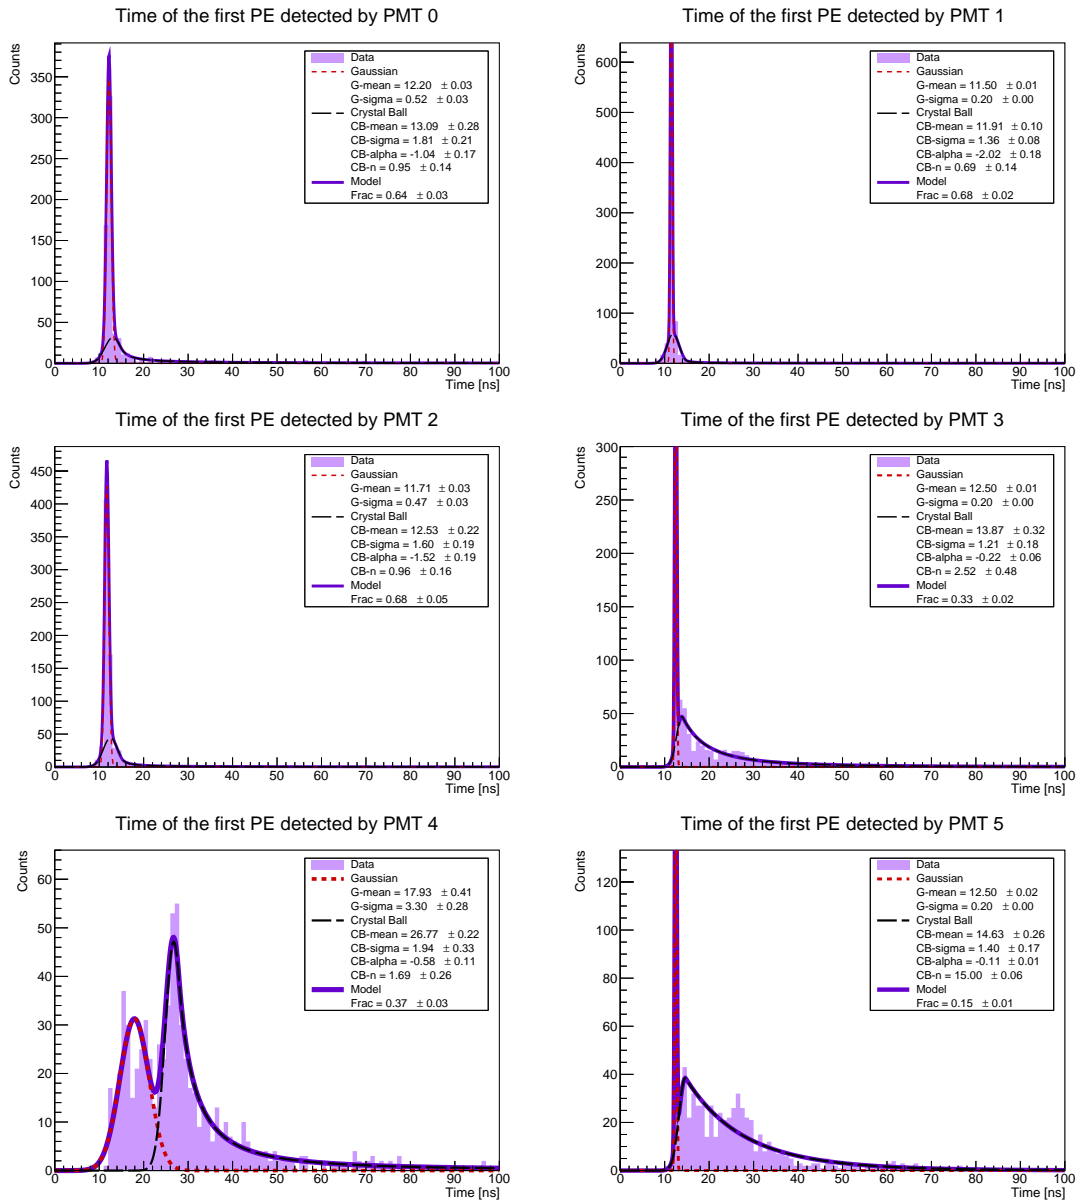 Time of the first PE detected by PMT 0
Counts
350
300
250
200
150
100
50
0
0 10 20 30 40 50 60 70 80 90 100
Time [ns]
Data
Gaussian
G-mean = 12.20 ± 0.03
G-sigma = 0.52 ± 0.03
Crystal Ball
CB-mean = 13.09 ± 0.28
CB-sigma = 1.81 ± 0.21
CB-alpha = -1.04 ± 0.17
CB-n = 0.95 ± 0.14
Model
Frac = 0.64 ± 0.03
Time of the first PE detected by PMT 1
Counts
600
500
400
300
200
100
0
0 10 20 30 40 50 60 70 80 90 100
Time [ns]
Data
Gaussian
G-mean = 11.50 ± 0.01
G-sigma = 0.20 ± 0.00
Crystal Ball
CB-mean = 11.91 ± 0.10
CB-sigma = 1.36 ± 0.08
CB-alpha = -2.02 ± 0.18
CB-n = 0.69 ± 0.14
Model
Frac = 0.68 ± 0.02
Time of the first PE detected by PMT 2
Counts
450
400
350
300
250
200
150
100
50
0
0 10 20 30 40 50 60 70 80 90 100
Time [ns]
Data
Gaussian
G-mean = 11.71 ± 0.03
G-sigma = 0.47 ± 0.03
Crystal Ball
CB-mean = 12.53 ± 0.22
CB-sigma = 1.60 ± 0.19
CB-alpha = -1.52 ± 0.19
CB-n = 0.96 ± 0.16
Model
Frac = 0.68 ± 0.05
Time of the first PE detected by PMT 3
Counts
300
250
200
150
100
50
0
0 10 20 30 40 50 60 70 80 90 100
Time [ns]
Data
Gaussian
G-mean = 12.50 ± 0.01
G-sigma = 0.20 ± 0.00
Crystal Ball
CB-mean = 13.87 ± 0.32
CB-sigma = 1.21 ± 0.18
CB-alpha = -0.22 ± 0.06
CB-n = 2.52 ± 0.48
Model
Frac = 0.33 ± 0.02
Time of the first PE detected by PMT 4
Counts
60
50
40
30
20
10
0
0 10 20 30 40 50 60 70 80 90 100
Time [ns]
Data
Gaussian
G-mean = 17.93 ± 0.41
G-sigma = 3.30 ± 0.28
Crystal Ball
CB-mean = 26.77 ± 0.22
CB-sigma = 1.94 ± 0.33
CB-alpha = -0.58 ± 0.11
CB-n = 1.69 ± 0.26
Model
Frac = 0.37 ± 0.03
Time of the first PE detected by PMT 5
Counts
120
100
80
60
40
20
0
0 10 20 30 40 50 60 70 80 90 100
Time [ns]
Data
Gaussian
G-mean = 12.50 ± 0.02
G-sigma = 0.20 ± 0.00
Crystal Ball
CB-mean = 14.63 ± 0.26
CB-sigma = 1.40 ± 0.17
CB-alpha = -0.11 ± 0.01
CB-n = 15.00 ± 0.06
Model
Frac = 0.15 ± 0.01